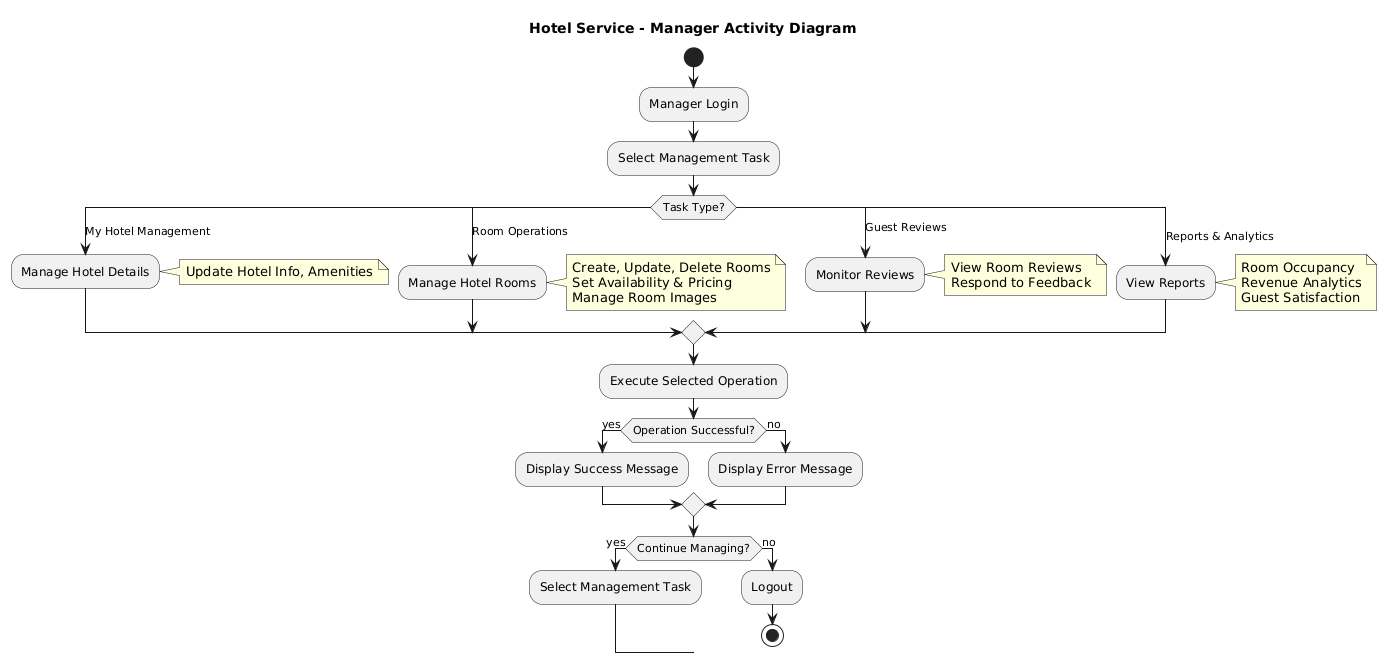 Hotel Service - Manager Activity Diagram
Manager Login
Select Management Task
Task Type?
My Hotel Management
Manage Hotel Details
Update Hotel Info, Amenities
Room Operations
Manage Hotel Rooms
Create, Update, Delete Rooms
Set Availability & Pricing
Manage Room Images
Guest Reviews
Monitor Reviews
View Room Reviews
Respond to Feedback
Reports & Analytics
View Reports
Room Occupancy
Revenue Analytics
Guest Satisfaction
Execute Selected Operation
yes
Operation Successful?
no
Display Success Message
Display Error Message
yes
Continue Managing?
no
Select Management Task
Logout